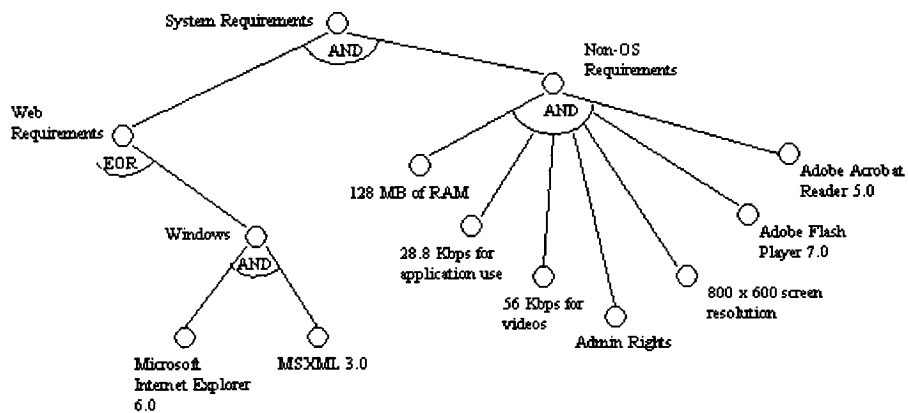 System Requirements
AND
Non-OS
Requirements
Web
Requirements
EOR
AND
128 MB of RAM
Adobe Acrobat
Reader 5.0
Windows
AND
28.8 Kbps for
application use
Adobe Flash
Player 7.0
56 Kbps for
videos
800 x 600 screen
resolution
Admin Rights
Microsoft
Internet Explorer
6.0
MSXML 3.0